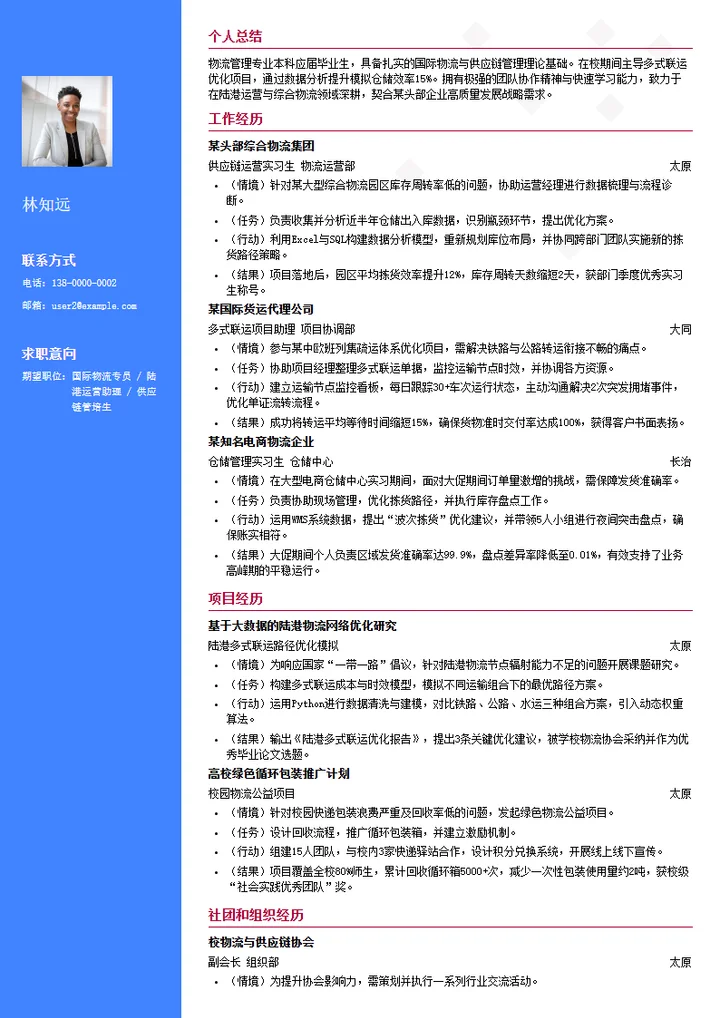 林知远
联系方式
电话：138-0000-0002
邮箱：user2@example.com
求职意向
期望职位：国际物流专员 / 陆
港运营助理 / 供应
链管培生
个人总结
物流管理专业本科应届毕业生，具备扎实的国际物流与供应链管理理论基础。在校期间主导多式联运
优化项目，通过数据分析提升模拟仓储效率15%。拥有极强的团队协作精神与快速学习能力，致力于
在陆港运营与综合物流领域深耕，契合某头部企业高质量发展战略需求。
工作经历
某头部综合物流集团
供应链运营实习生 物流运营部 太原
• （情境）针对某大型综合物流园区库存周转率低的问题，协助运营经理进行数据梳理与流程诊
断。
• （任务）负责收集并分析近半年仓储出入库数据，识别瓶颈环节，提出优化方案。
• （行动）利用Excel与SQL构建数据分析模型，重新规划库位布局，并协同跨部门团队实施新的拣
货路径策略。
• （结果）项目落地后，园区平均拣货效率提升12%，库存周转天数缩短2天，获部门季度优秀实习
生称号。
某国际货运代理公司
多式联运项目助理 项目协调部 大同
• （情境）参与某中欧班列集疏运体系优化项目，需解决铁路与公路转运衔接不畅的痛点。
• （任务）协助项目经理整理多式联运单据，监控运输节点时效，并协调各方资源。
• （行动）建立运输节点监控看板，每日跟踪30+车次运行状态，主动沟通解决2次突发拥堵事件，
优化单证流转流程。
• （结果）成功将转运平均等待时间缩短15%，确保货物准时交付率达成100%，获得客户书面表扬。
某知名电商物流企业
仓储管理实习生 仓储中心 长治
• （情境）在大型电商仓储中心实习期间，面对大促期间订单量激增的挑战，需保障发货准确率。
• （任务）负责协助现场管理，优化拣货路径，并执行库存盘点工作。
• （行动）运用WMS系统数据，提出“波次拣货”优化建议，并带领5人小组进行夜间突击盘点，确
保账实相符。
• （结果）大促期间个人负责区域发货准确率达99.9%，盘点差异率降低至0.01%，有效支持了业务
高峰期的平稳运行。
项目经历
基于大数据的陆港物流网络优化研究
陆港多式联运路径优化模拟 太原
• （情境）为响应国家“一带一路”倡议，针对陆港物流节点辐射能力不足的问题开展课题研究。
• （任务）构建多式联运成本与时效模型，模拟不同运输组合下的最优路径方案。
• （行动）运用Python进行数据清洗与建模，对比铁路、公路、水运三种组合方案，引入动态权重
算法。
• （结果）输出《陆港多式联运优化报告》，提出3条关键优化建议，被学校物流协会采纳并作为优
秀毕业论文选题。
高校绿色循环包装推广计划
校园物流公益项目 太原
• （情境）针对校园快递包装浪费严重及回收率低的问题，发起绿色物流公益项目。
• （任务）设计回收流程，推广循环包装箱，并建立激励机制。
• （行动）组建15人团队，与校内3家快递驿站合作，设计积分兑换系统，开展线上线下宣传。
• （结果）项目覆盖全校80%师生，累计回收循环箱5000+次，减少一次性包装使用量约2吨，获校级
“社会实践优秀团队”奖。
社团和组织经历
校物流与供应链协会
副会长 组织部 太原
• （情境）为提升协会影响力，需策划并执行一系列行业交流活动。